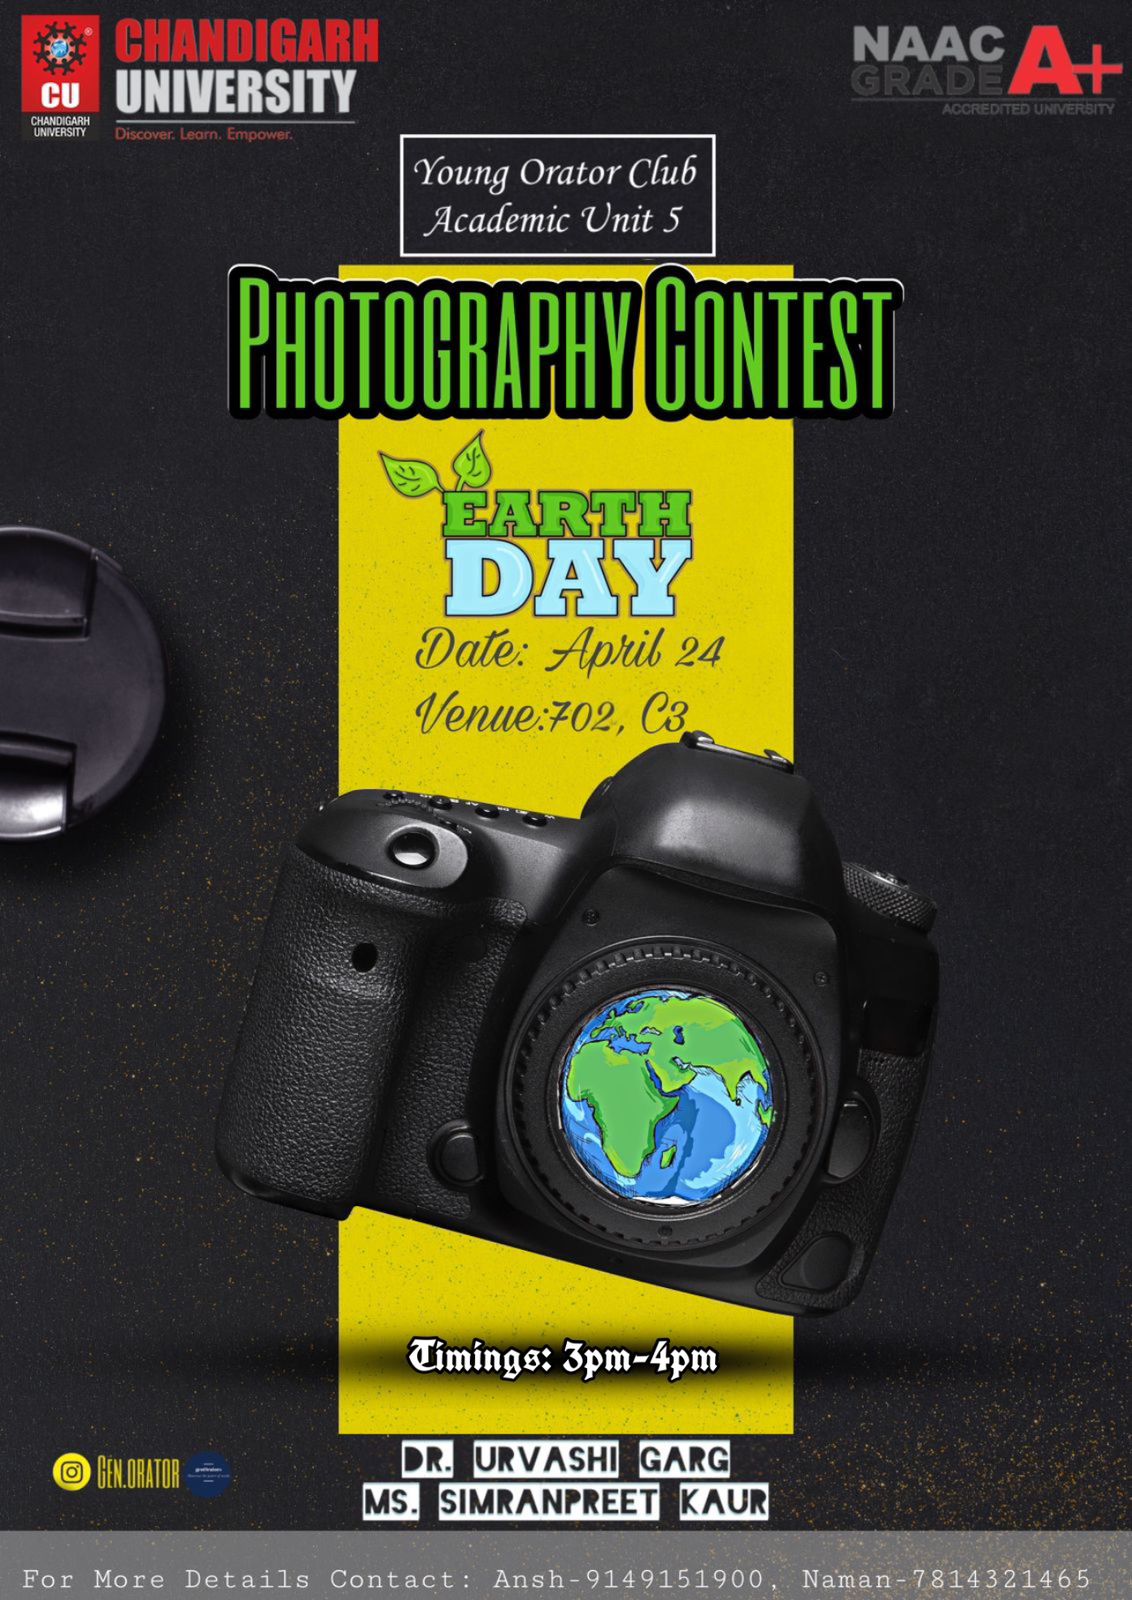 CHANDIGARH
UNIVERSITY
Discover. Learn. Empower.
CU
CHANDIGARH
UNIVERSITY
NAAC
GRADE A+
ACCREDITED UNIVERSITY
Young Orator Club
Academic Unit 5
PHOTOGRAPHY CONTEST
EARTH
DAY
Date: April 24
Venue:702, C3
Timings: 3pm-4pm
GEN.ORATOR
DR. URVASHI GARG
MS. SIMRANPREET KAUR
For More Details Contact: Ansh-9149151900, Naman-7814321465